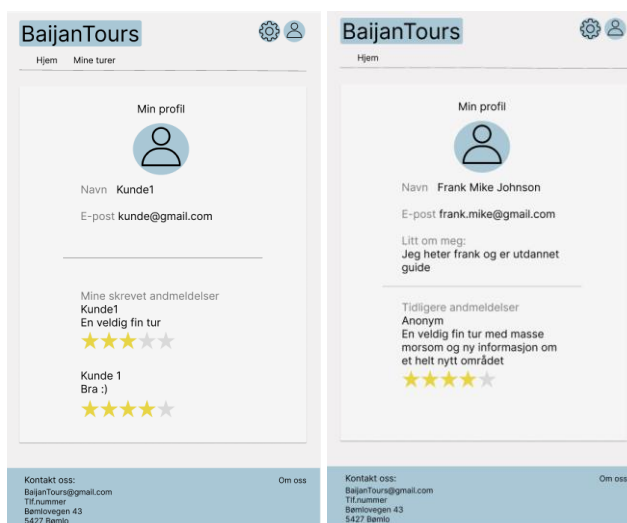 BaijanTours
Hjem Mine turer
Min profil
Navn Kunde1
E-post kunde@gmail.com
Mine skrevet andmeldelser
Kunde1
En veldig fin tur
Kunde 1
Bra :)
Kontakt oss:
Om oss
BaijanTours@gmail.com
Tlf.nummer
Bømlovegen 43
5427 Bømlo
BaijanTours
Hjem
Min profil
Navn Frank Mike Johnson
E-post frank.mike@gmail.com
Litt om meg:
Jeg heter frank og er utdannet
guide
Tidligere andmeldelser
Anonym
En veldig fin tur med masse
morsom og ny informasjon om
et helt nytt området
Kontakt oss:
Om oss
BaijanTours@gmail.com
Tlf.nummer
Bømlovegen 43
5427 Bømlo